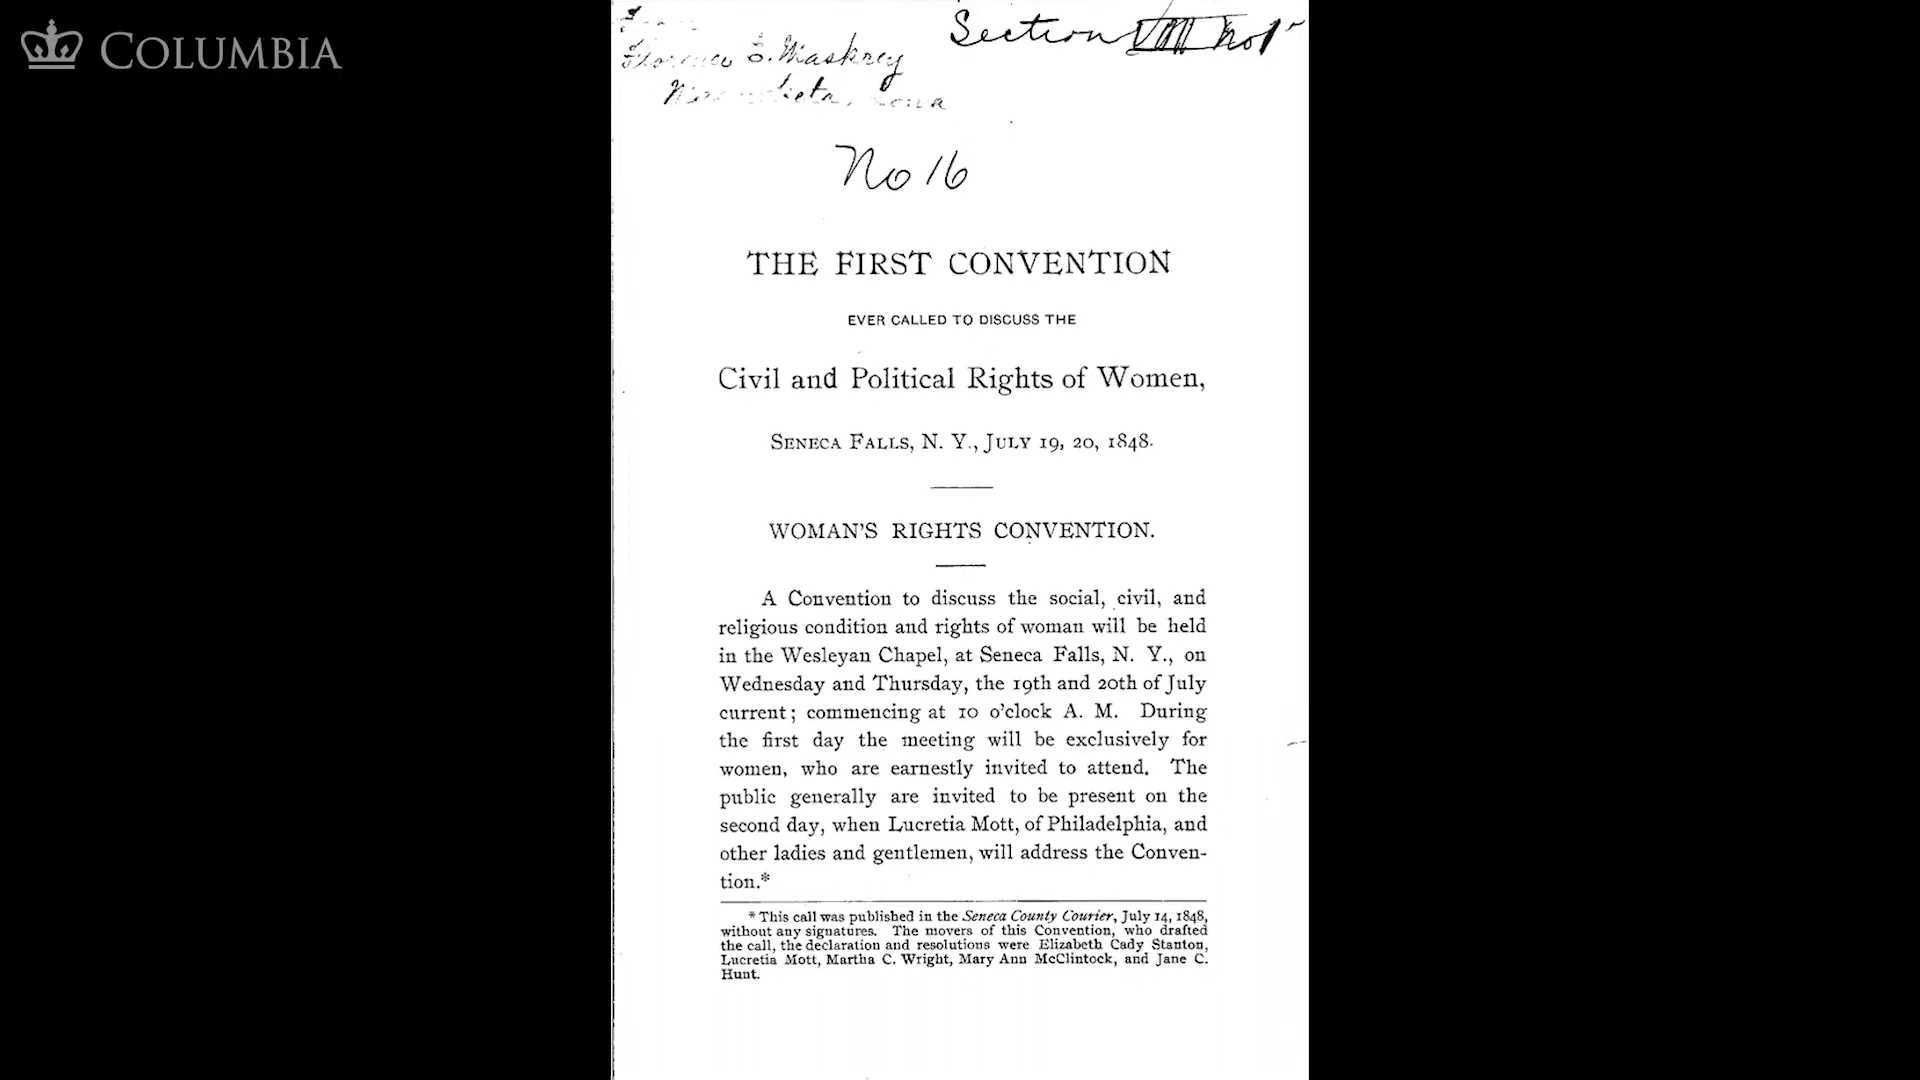 COLUMBIA
Section VIII No 1
Florence E. Maskrey
Iowa
No 16
THE FIRST CONVENTION
EVER CALLED TO DISCUSS THE
Civil and Political Rights of Women,
SENECA FALLS, N. Y., JULY 19, 20, 1848.
WOMAN'S RIGHTS CONVENTION.
A Convention to discuss the social, civil, and
religious condition and rights of woman will be held
in the Wesleyan Chapel, at Seneca Falls, N. Y., on
Wednesday and Thursday, the 19th and 20th of July
current; commencing at 10 o'clock A. M. During
the first day the meeting will be exclusively for
women, who are earnestly invited to attend. The
public generally are invited to be present on the
second day, when Lucretia Mott, of Philadelphia, and
other ladies and gentlemen, will address the Conven-
tion.*
*This call was published in the Seneca County Courier, July 14, 1848,
without any signatures. The movers of this Convention, who drafted
the call, the declaration and resolutions were Elizabeth Cady Stanton,
Lucretia Mott, Martha C. Wright, Mary Ann McClintock, and Jane C.
Hunt.